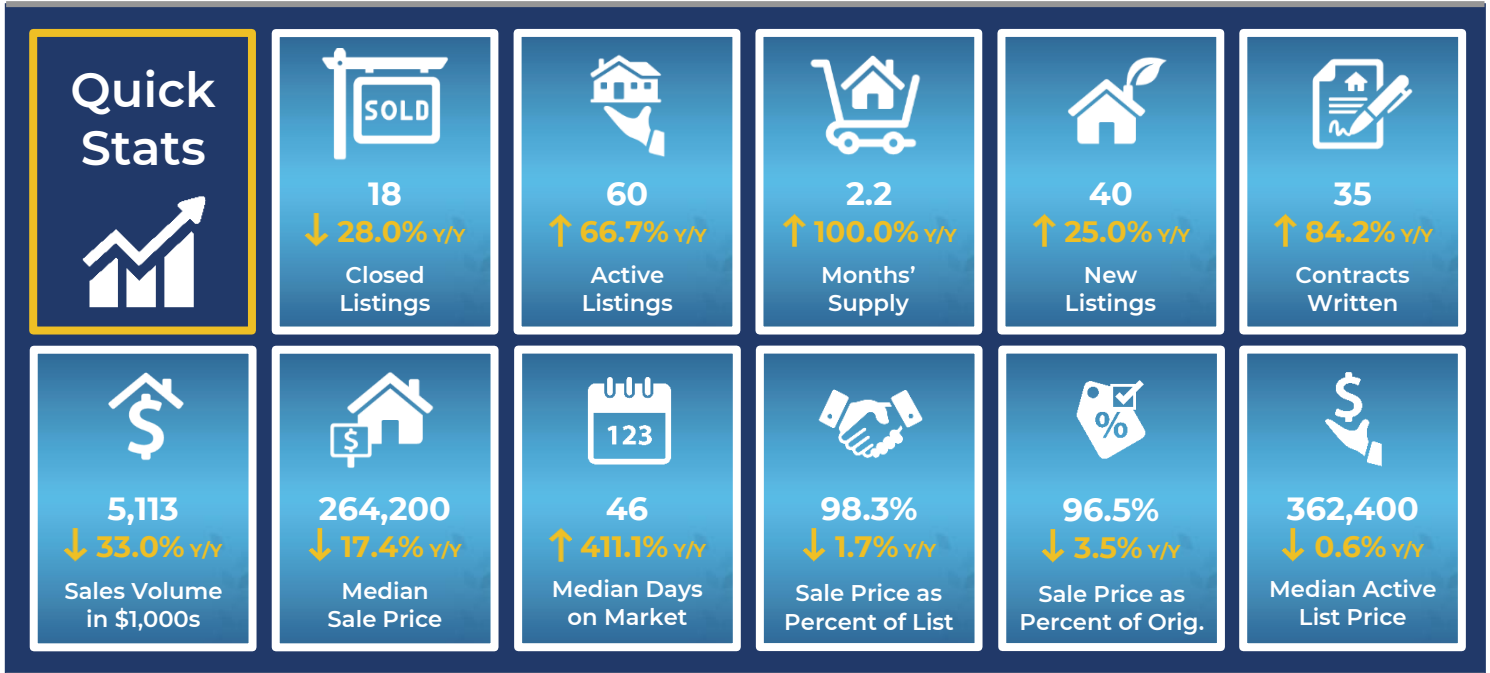 Quick
Stats
SOLD
18
↓ 28.0% Y/Y
Closed
Listings
60
↑ 66.7% Y/Y
Active
Listings
2.2
↑ 100.0% Y/Y
Months’
Supply
40
↑ 25.0% Y/Y
New
Listings
35
↑ 84.2% Y/Y
Contracts
Written
$
5,113
↓ 33.0% Y/Y
Sales Volume
in $1,000s
$
264,200
↓ 17.4% Y/Y
Median
Sale Price
123
46
↑ 411.1% Y/Y
Median Days
on Market
98.3%
↓ 1.7% Y/Y
Sale Price as
Percent of List
%
96.5%
↓ 3.5% Y/Y
Sale Price as
Percent of Orig.
$
362,400
↓ 0.6% Y/Y
Median Active
List Price